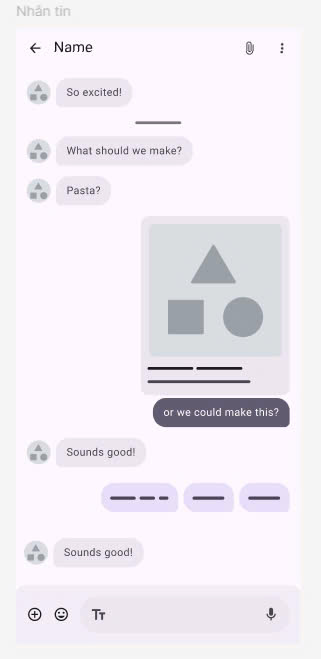 Nhắn tin
Name
So excited!
What should we make?
Pasta?
or we could make this?
Sounds good!
Sounds good!
Tт